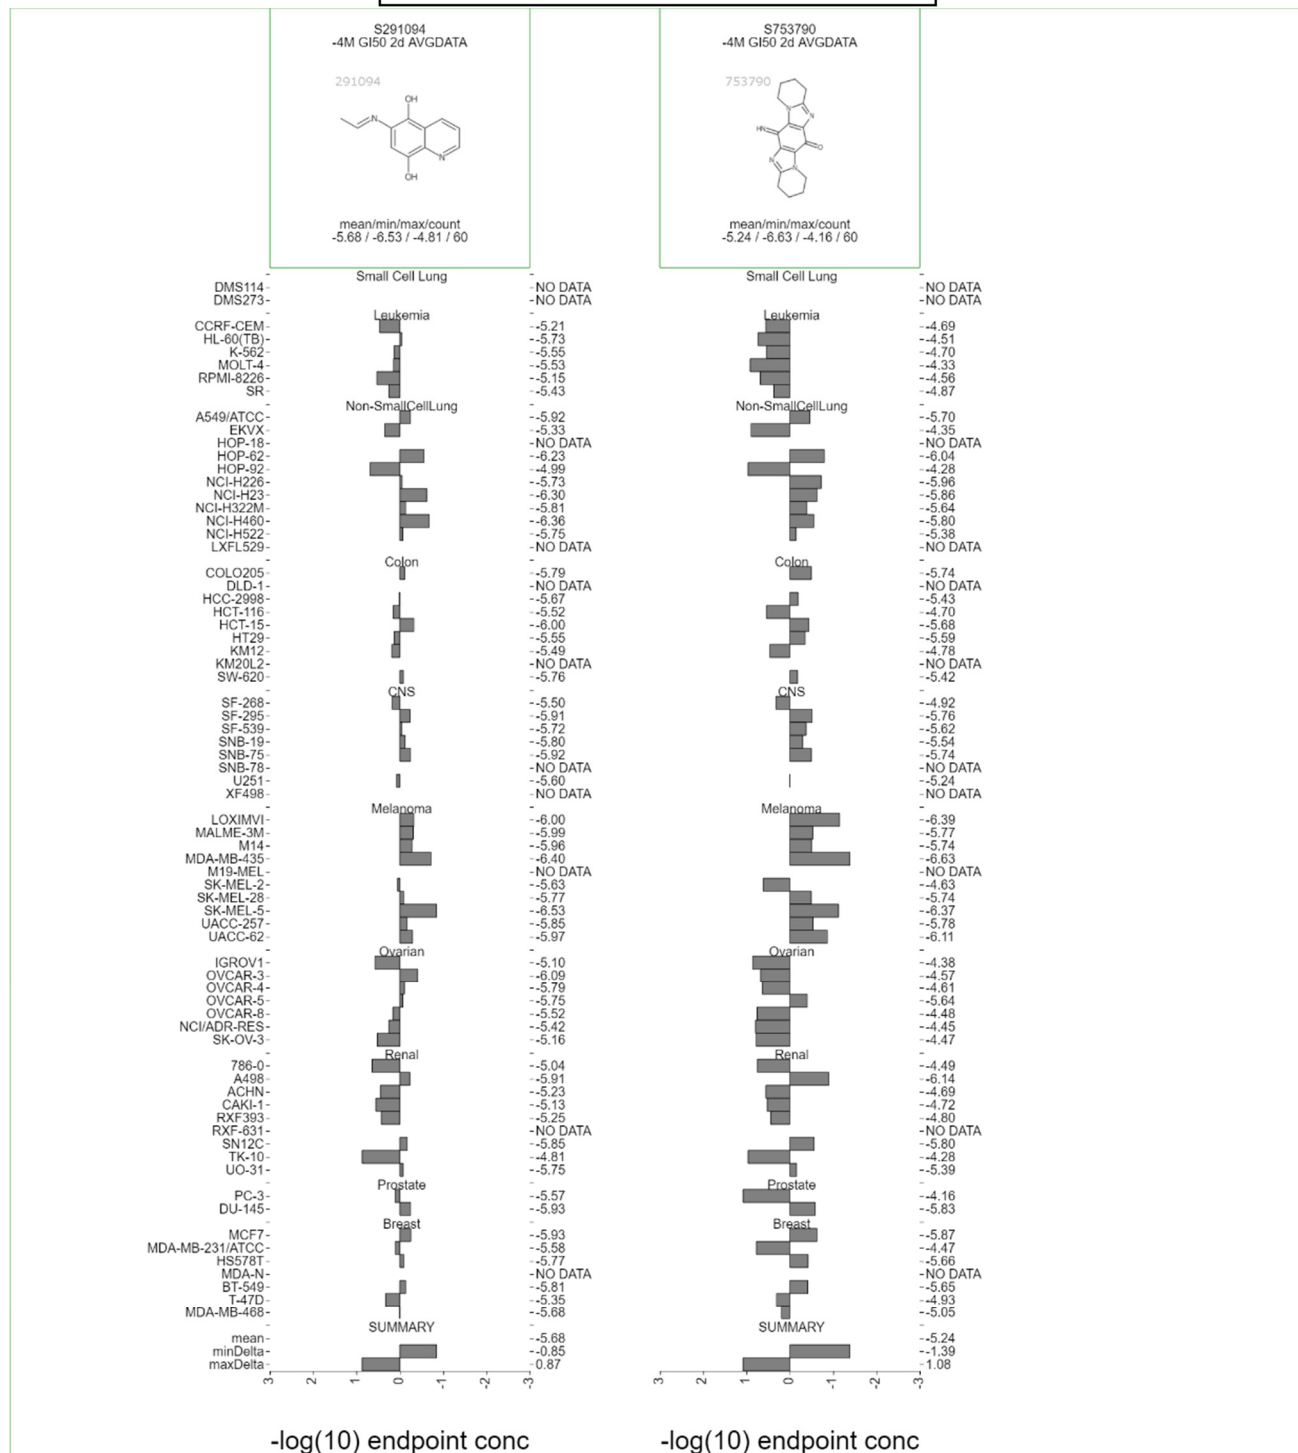 S291094
-4M GI50 2d AVGDATA
291094
OH
N
N
OH
mean/min/max/count
-5.68 / -6.53 / -4.81 / 60
S753790
-4M GI50 2d AVGDATA
753790
N
N
HN
O
N
N
mean/min/max/count
-5.24 / -6.63 / -4.16 / 60
Small Cell Lung Small Cell Lung
DMS114 NO DATA NO DATA
DMS273 NO DATA NO DATA
Leukemia Leukemia
CCRF-CEM -5.21 -4.69
HL-60(TB) -5.73 -4.51
K-562 -5.55 -4.70
MOLT-4 -5.53 -4.33
RPMI-8226 -5.15 -4.56
SR -5.43 -4.87
Non-SmallCellLung Non-SmallCellLung
A549/ATCC -5.92 -5.70
EKVX -5.33 -4.35
HOP-18 NO DATA NO DATA
HOP-62 -6.23 -6.04
HOP-92 -4.99 -4.28
NCI-H226 -5.73 -5.96
NCI-H23 -6.30 -5.86
NCI-H322M -5.81 -5.64
NCI-H460 -6.36 -5.80
NCI-H522 -5.75 -5.38
LXFL529 NO DATA NO DATA
Colon Colon
COLO205 -5.79 -5.74
DLD-1 NO DATA NO DATA
HCC-2998 -5.67 -5.43
HCT-116 -5.52 -4.70
HCT-15 -6.00 -5.68
HT29 -5.55 -5.59
KM12 -5.49 -4.78
KM20L2 NO DATA NO DATA
SW-620 -5.76 -5.42
CNS CNS
SF-268 -5.50 -4.92
SF-295 -5.91 -5.76
SF-539 -5.72 -5.62
SNB-19 -5.80 -5.54
SNB-75 -5.92 -5.74
SNB-78 NO DATA NO DATA
U251 -5.60 -5.24
XF498 NO DATA NO DATA
Melanoma Melanoma
LOXIMVI -6.00 -6.39
MALME-3M -5.99 -5.77
M14 -5.96 -5.74
MDA-MB-435 -6.40 -6.63
M19-MEL NO DATA NO DATA
SK-MEL-2 -5.63 -4.63
SK-MEL-28 -5.77 -5.74
SK-MEL-5 -6.53 -6.37
UACC-257 -5.85 -5.78
UACC-62 -5.97 -6.11
Ovarian Ovarian
IGROV1 -5.10 -4.38
OVCAR-3 -6.09 -4.57
OVCAR-4 -5.79 -4.61
OVCAR-5 -5.75 -5.64
OVCAR-8 -5.52 -4.48
NCI/ADR-RES -5.42 -4.45
SK-OV-3 -5.16 -4.47
Renal Renal
786-0 -5.04 -4.49
A498 -5.91 -6.14
ACHN -5.23 -4.69
CAKI-1 -5.13 -4.72
RXF393 -5.25 -4.80
RXF-631 NO DATA NO DATA
SN12C -5.85 -5.80
TK-10 -4.81 -4.28
UO-31 -5.75 -5.39
Prostate Prostate
PC-3 -5.57 -4.16
DU-145 -5.93 -5.83
Breast Breast
MCF7 -5.93 -5.87
MDA-MB-231/ATCC -5.58 -4.47
HS578T -5.77 -5.66
MDA-N NO DATA NO DATA
BT-549 -5.81 -5.65
T-47D -5.35 -4.93
MDA-MB-468 -5.68 -5.05
SUMMARY SUMMARY
mean -5.68 -5.24
minDelta -0.85 -1.39
maxDelta 0.87 1.08
3 2 1 0 -1 -2 -3 3 2 1 0 -1 -2 -3
-log(10) endpoint conc -log(10) endpoint conc